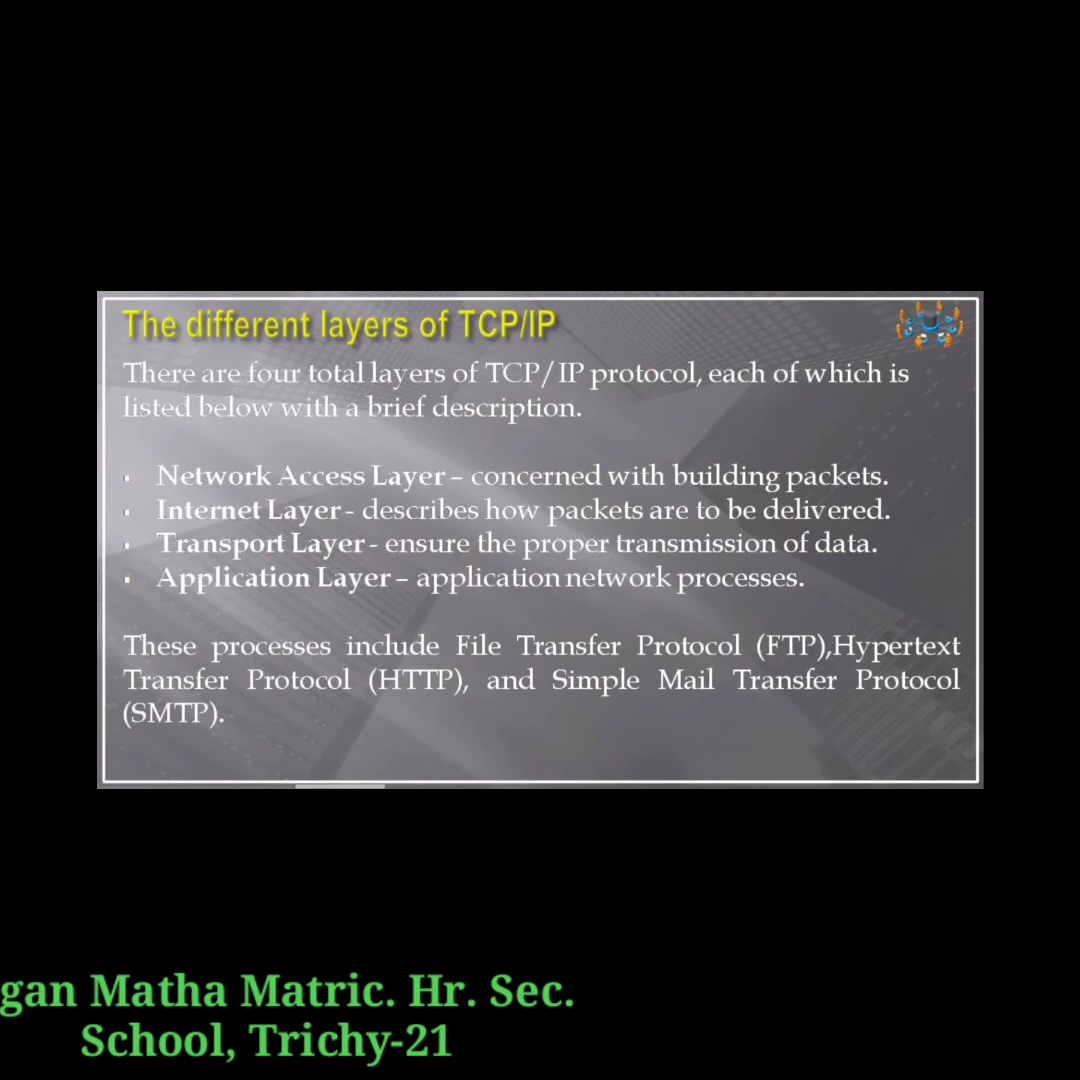 The different layers of TCP/IP
There are four total layers of TCP/IP protocol, each of which is
listed below with a brief description.
▪ Network Access Layer – concerned with building packets.
▪ Internet Layer - describes how packets are to be delivered.
▪ Transport Layer - ensure the proper transmission of data.
▪ Application Layer – application network processes.
These processes include File Transfer Protocol (FTP),Hypertext
Transfer Protocol (HTTP), and Simple Mail Transfer Protocol
(SMTP).
gan Matha Matric. Hr. Sec.
School, Trichy-21